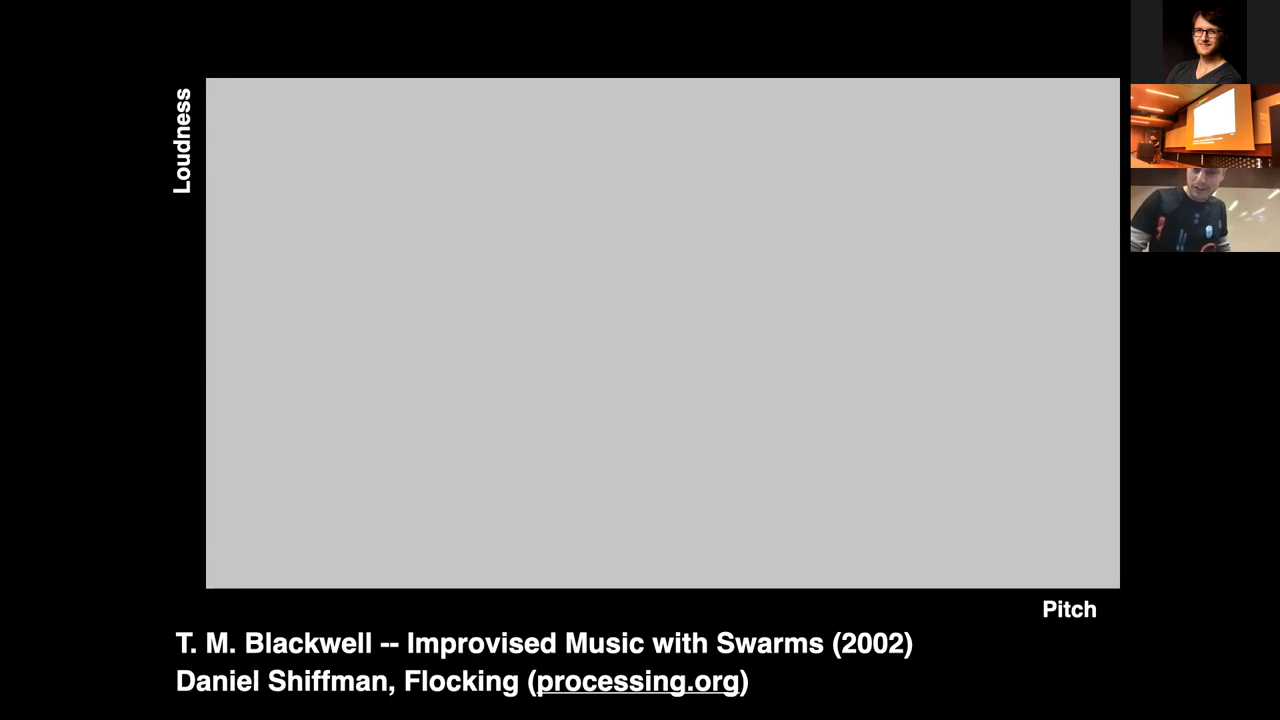 Loudness
Pitch
T. M. Blackwell -- Improvised Music with Swarms (2002)
Daniel Shiffman, Flocking (processing.org)